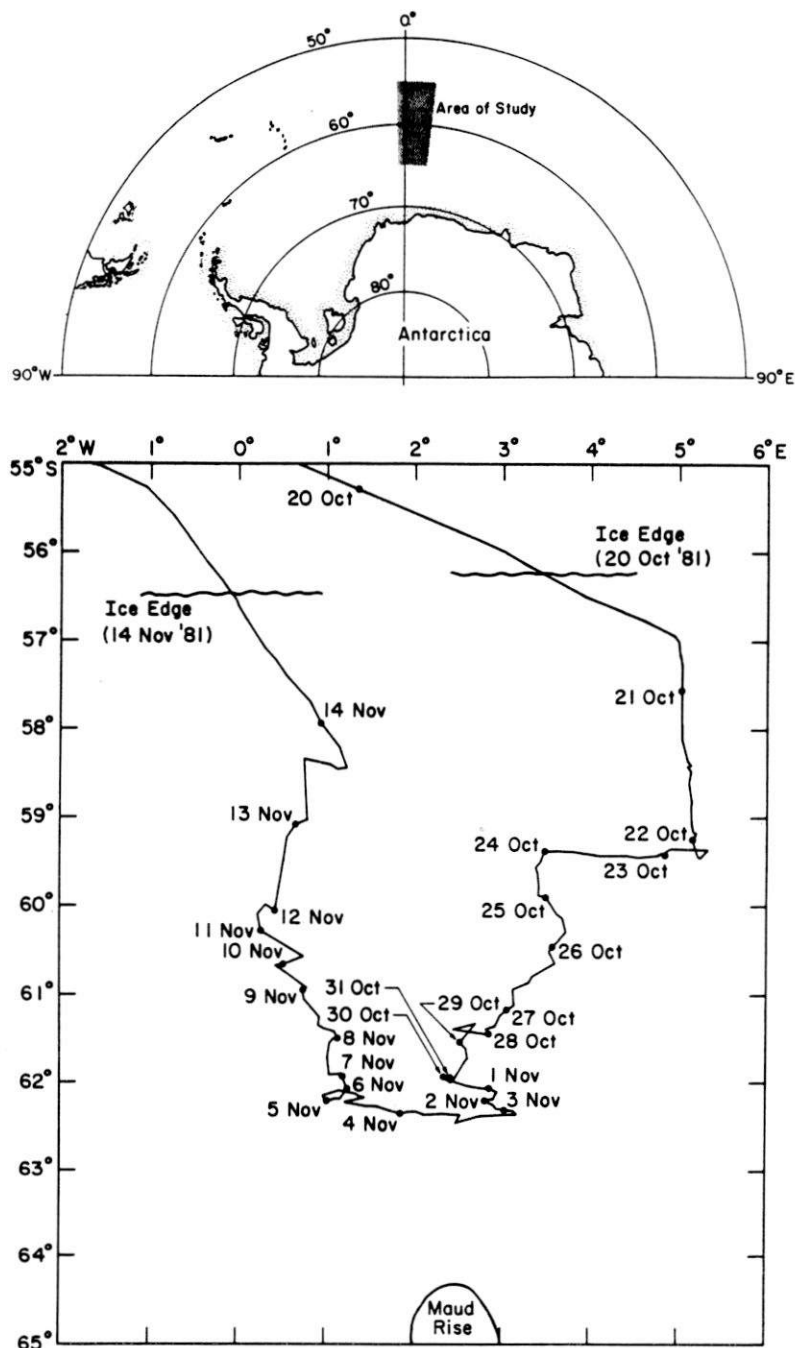 0°
50°
Area of Study
60°
70°
80°
Antarctica
90°W
90°E
2°W 1° 0° 1° 2° 3° 4° 5° 6°E
55°S
20 Oct
Ice Edge
(20 Oct '81)
56°
Ice Edge
(14 Nov '81)
57°
21 Oct
14 Nov
58°
13 Nov
59°
22 Oct
24 Oct
23 Oct
25 Oct
60°
12 Nov
11 Nov
26 Oct
10 Nov
31 Oct
29 Oct
61°
9 Nov
30 Oct
27 Oct
8 Nov
28 Oct
7 Nov
62°
6 Nov
1 Nov
5 Nov
2 Nov
3 Nov
4 Nov
63°
64°
Maud
Rise
65°